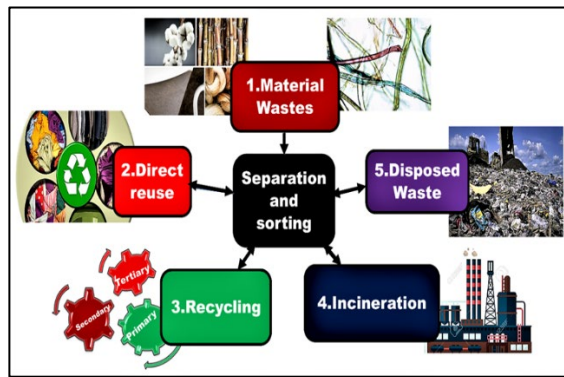 1.Material
Wastes
2.Direct
reuse
Separation
and
sorting
5.Disposed
Waste
Tertiary
Secondary
Primary
3.Recycling
4.Incineration